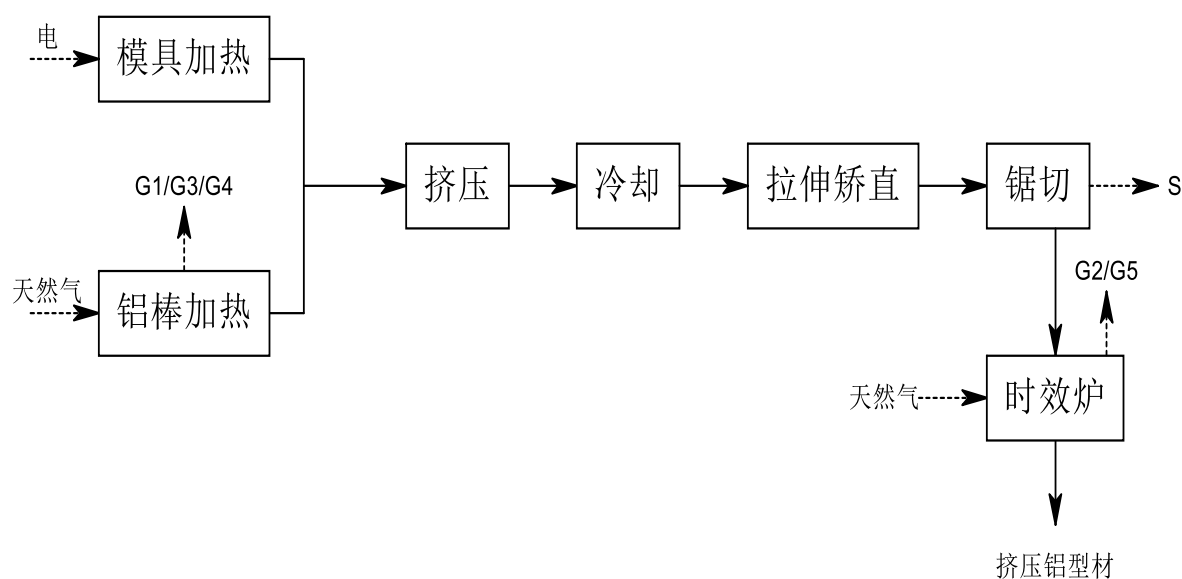 电
模具加热
G1/G3/G4
天然气
铝棒加热
挤压
冷却
拉伸矫直
锯切
S
G2/G5
天然气
时效炉
挤压铝型材